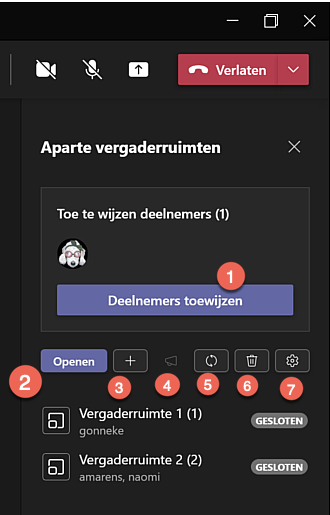 Verlaten
Aparte vergaderruimten
Toe te wijzen deelnemers (1)
1
Deelnemers toewijzen
Openen
2
3
4
5
6
7
Vergaderruimte 1 (1)
GESLOTEN
gonneke
Vergaderruimte 2 (2)
GESLOTEN
amarens, naomi